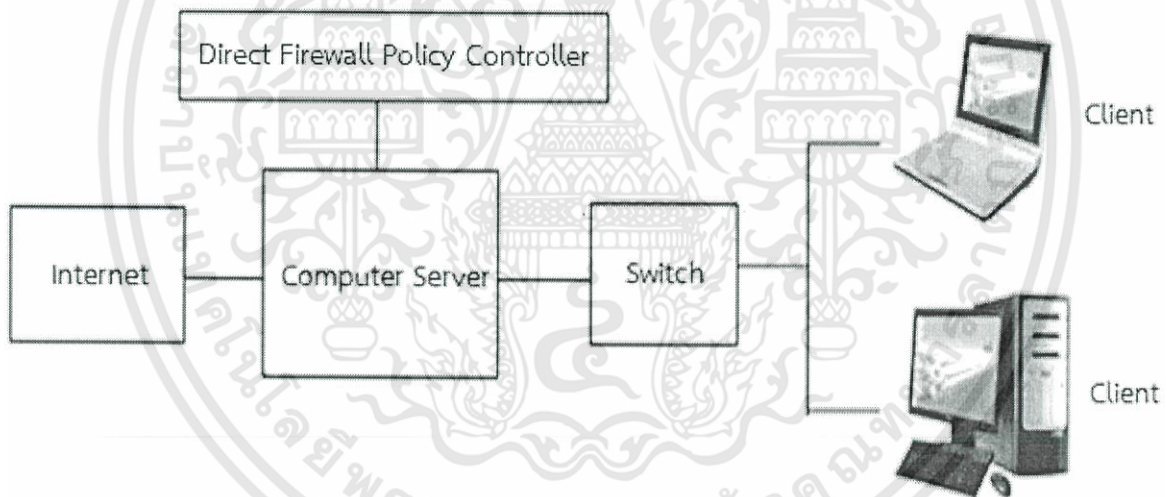 Direct Firewall Policy Controller
Client
Internet
Computer Server
Switch
Client